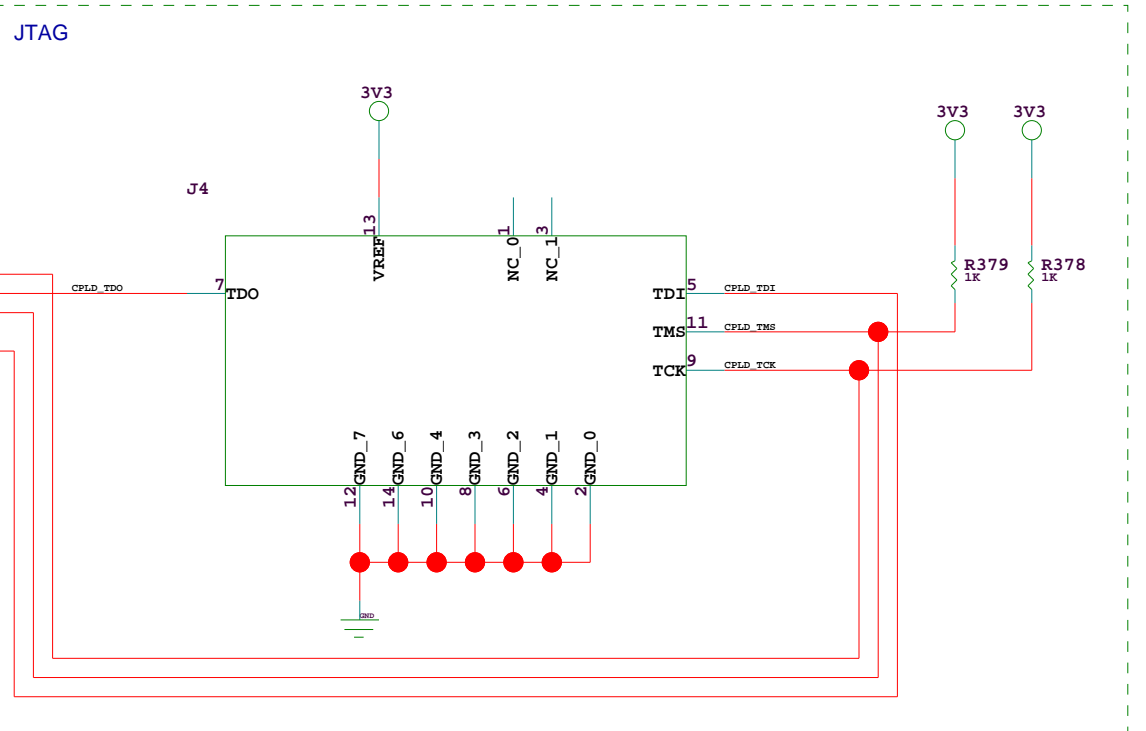 JTAG
3V3
3V3
3V3
J4
13
VREF
1
NC_0
3
NC_1
R379
1K
R378
1K
CPLD_TDO
7
TDO
TDI
5
CPLD_TDI
TMS
11
CPLD_TMS
TCK
9
CPLD_TCK
GND_7
GND_6
GND_4
GND_3
GND_2
GND_1
GND_0
12
14
10
8
6
4
2
GND